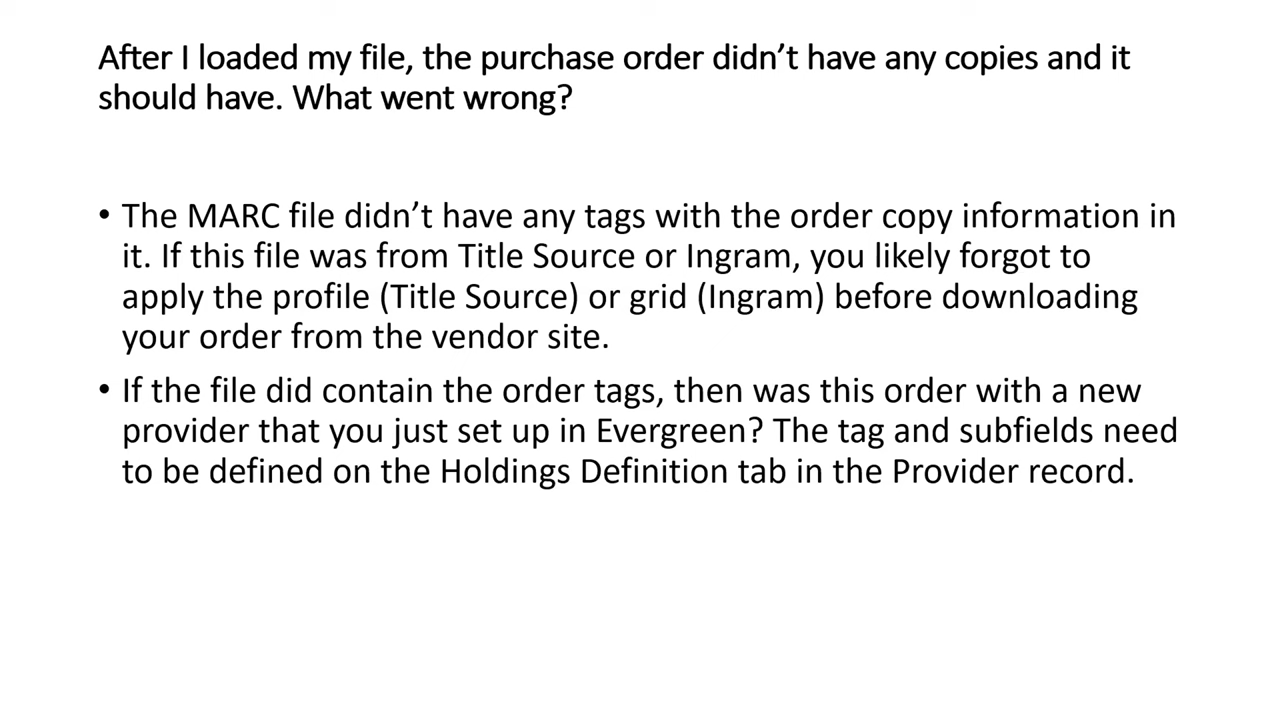 After I loaded my file, the purchase order didn’t have any copies and it
should have. What went wrong?
• The MARC file didn’t have any tags with the order copy information in
it. If this file was from Title Source or Ingram, you likely forgot to
apply the profile (Title Source) or grid (Ingram) before downloading
your order from the vendor site.
• If the file did contain the order tags, then was this order with a new
provider that you just set up in Evergreen? The tag and subfields need
to be defined on the Holdings Definition tab in the Provider record.